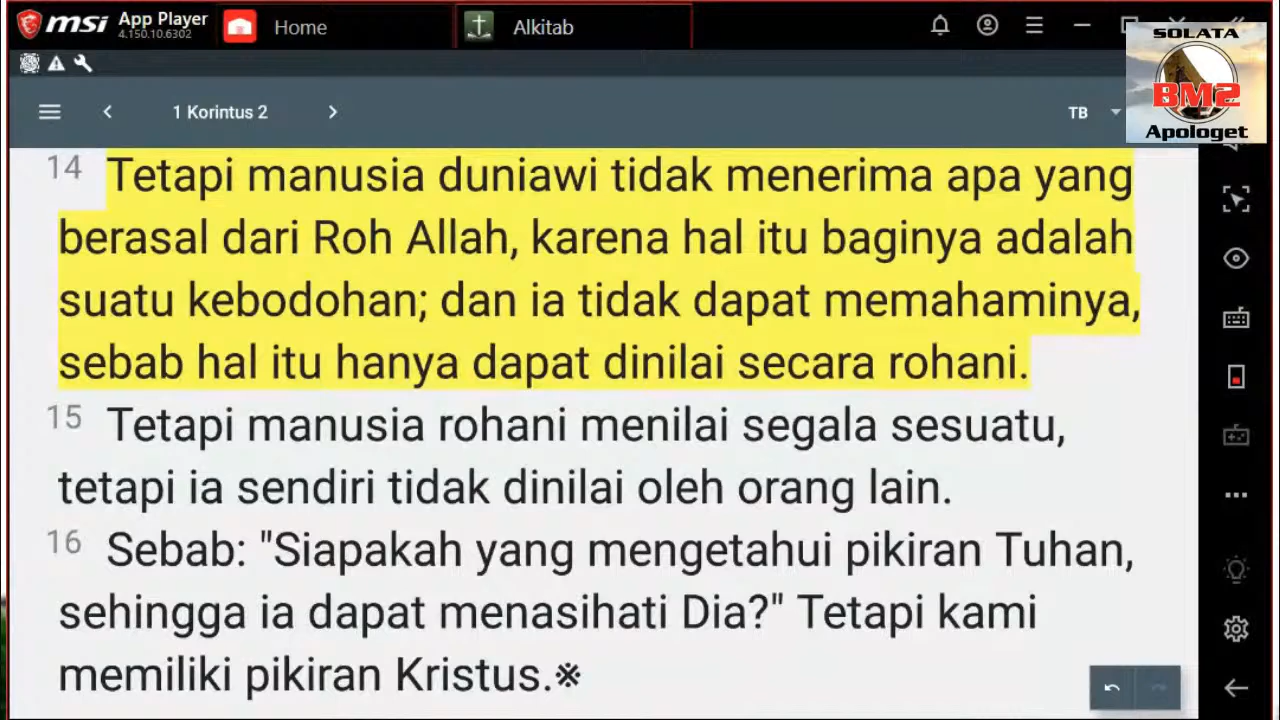 msi App Player
4.150.10.6302
Home
Alkitab
SOLATA
BM2
Apologet
1 Korintus 2
TB
14 Tetapi manusia duniawi tidak menerima apa yang
berasal dari Roh Allah, karena hal itu baginya adalah
suatu kebodohan; dan ia tidak dapat memahaminya,
sebab hal itu hanya dapat dinilai secara rohani.
15 Tetapi manusia rohani menilai segala sesuatu,
tetapi ia sendiri tidak dinilai oleh orang lain.
16 Sebab: "Siapakah yang mengetahui pikiran Tuhan,
sehingga ia dapat menasihati Dia?" Tetapi kami
memiliki pikiran Kristus.※